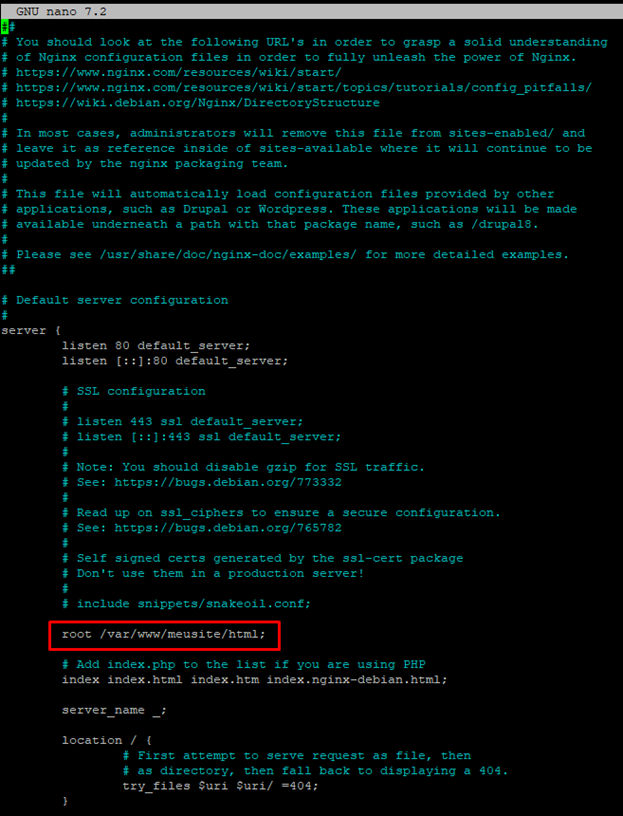 GNU nano 7.2
##
# You should look at the following URL's in order to grasp a solid understanding
# of Nginx configuration files in order to fully unleash the power of Nginx.
# https://www.nginx.com/resources/wiki/start/
# https://www.nginx.com/resources/wiki/start/topics/tutorials/config_pitfalls/
# https://wiki.debian.org/Nginx/DirectoryStructure
#
# In most cases, administrators will remove this file from sites-enabled/ and
# leave it as reference inside of sites-available where it will continue to be
# updated by the nginx packaging team.
#
# This file will automatically load configuration files provided by other
# applications, such as Drupal or Wordpress. These applications will be made
# available underneath a path with that package name, such as /drupal8.
#
# Please see /usr/share/doc/nginx-doc/examples/ for more detailed examples.
##
# Default server configuration
#
server {
listen 80 default_server;
listen [::]:80 default_server;
# SSL configuration
#
# listen 443 ssl default_server;
# listen [::]:443 ssl default_server;
#
# Note: You should disable gzip for SSL traffic.
# See: https://bugs.debian.org/773332
#
# Read up on ssl_ciphers to ensure a secure configuration.
# See: https://bugs.debian.org/765782
#
# Self signed certs generated by the ssl-cert package
# Don't use them in a production server!
#
# include snippets/snakeoil.conf;
root /var/www/meusite/html;
# Add index.php to the list if you are using PHP
index index.html index.htm index.nginx-debian.html;
server_name _;
location / {
# First attempt to serve request as file, then
# as directory, then fall back to displaying a 404.
try_files $uri $uri/ =404;
}